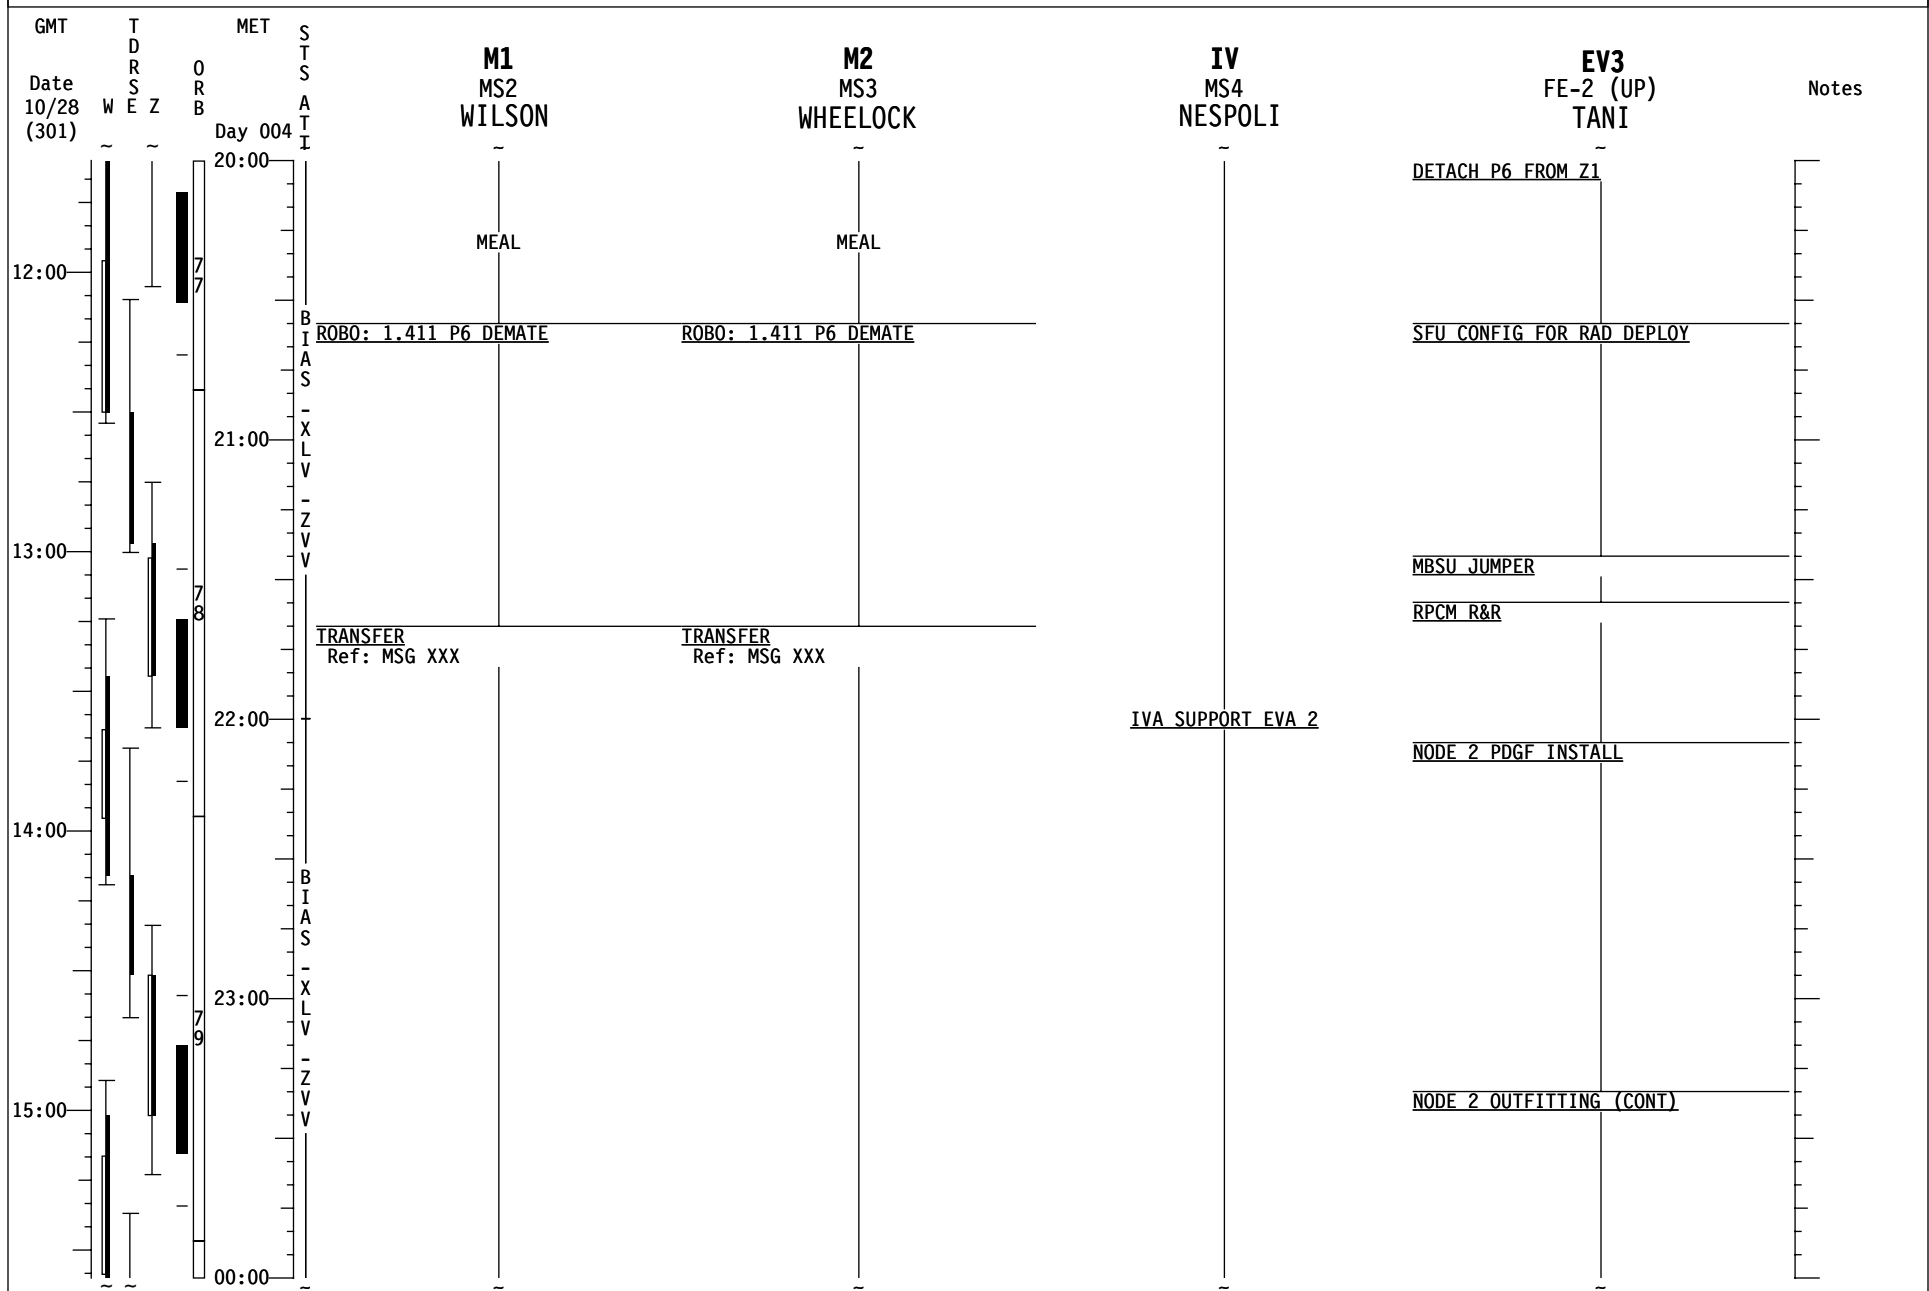 GMT
TDRS
MET
STS ATT
ORB
Date
10/28
(301)
W E Z
Day 004
M1
MS2
WILSON
M2
MS3
WHEELOCK
IV
MS4
NESPOLI
EV3
FE-2 (UP)
TANI
Notes
~ ~ ~ ~ ~ ~ ~
20:00
DETACH P6 FROM Z1
MEAL MEAL
12:00
77
BIAS -XLV -ZVV
ROBO: 1.411 P6 DEMATE ROBO: 1.411 P6 DEMATE SFU CONFIG FOR RAD DEPLOY
21:00
13:00
MBSU JUMPER
78
RPCM R&R
TRANSFER TRANSFER
Ref: MSG XXX Ref: MSG XXX
22:00
IVA SUPPORT EVA 2
NODE 2 PDGF INSTALL
14:00
BIAS -XLV -ZVV
23:00
79
15:00
NODE 2 OUTFITTING (CONT)
00:00
~ ~ ~ ~ ~ ~ ~